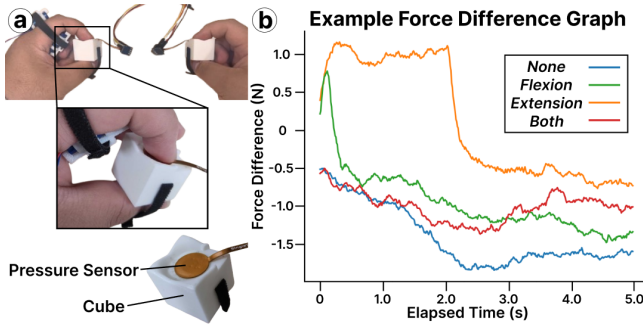 a
Pressure Sensor
Cube
b
Example Force Difference Graph
Force Difference (N)
1.0
0.5
0
-0.5
-1.0
-1.5
None
Flexion
Extension
Both
0
1.0
2.0
3.0
4.0
5.0
Elapsed Time (s)